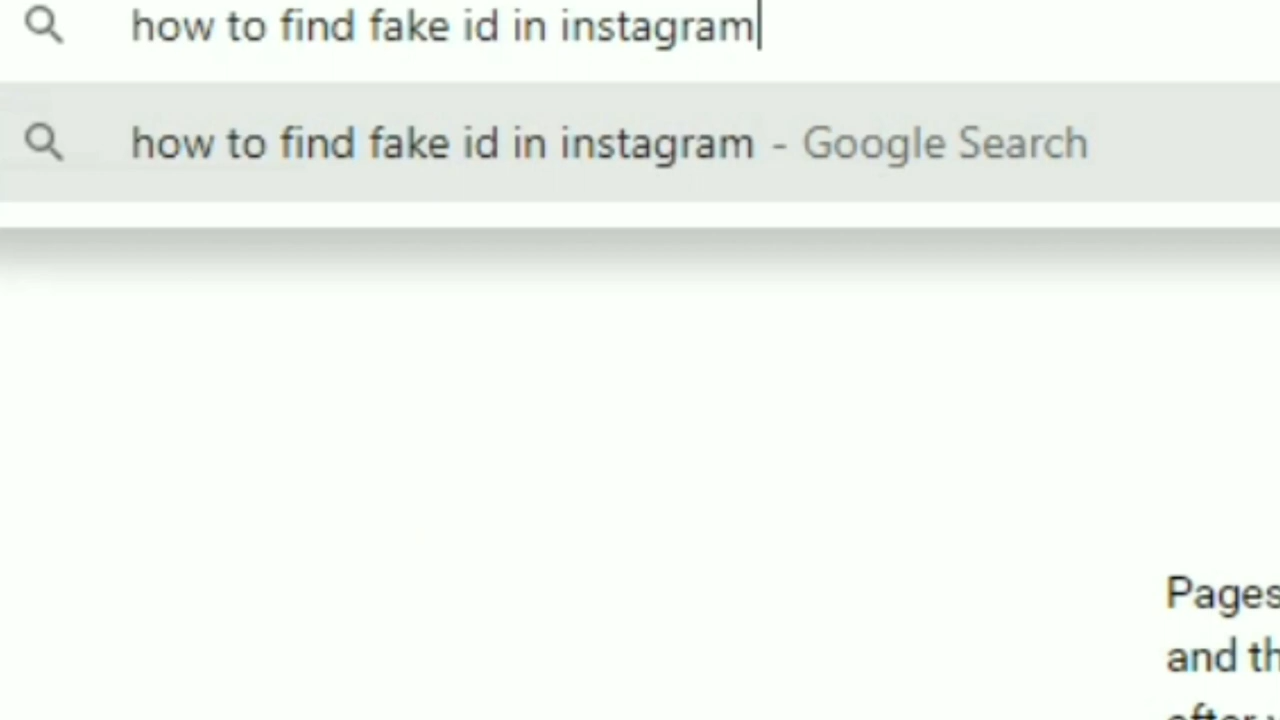 how to find fake id in instagram
how to find fake id in instagram - Google Search
Pages
and th